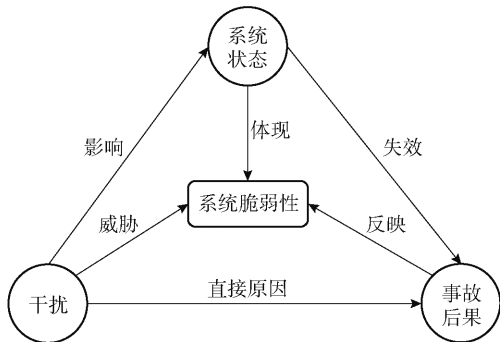 系统
状态
影响
体现
失效
系统脆弱性
威胁
反映
干扰
直接原因
事故
后果